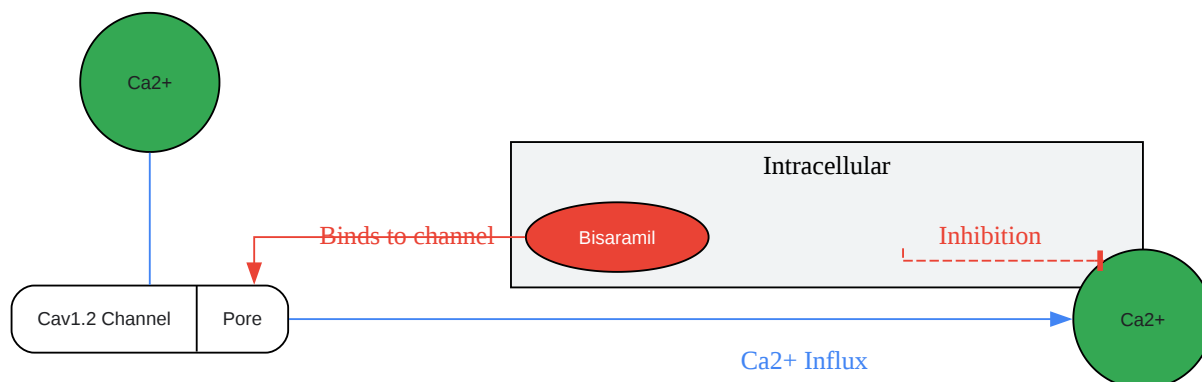 Ca2+
Intracellular
Binds to channel
Bisaramil
Inhibition
Cav1.2 Channel
Pore
Ca2+
Ca2+ Influx